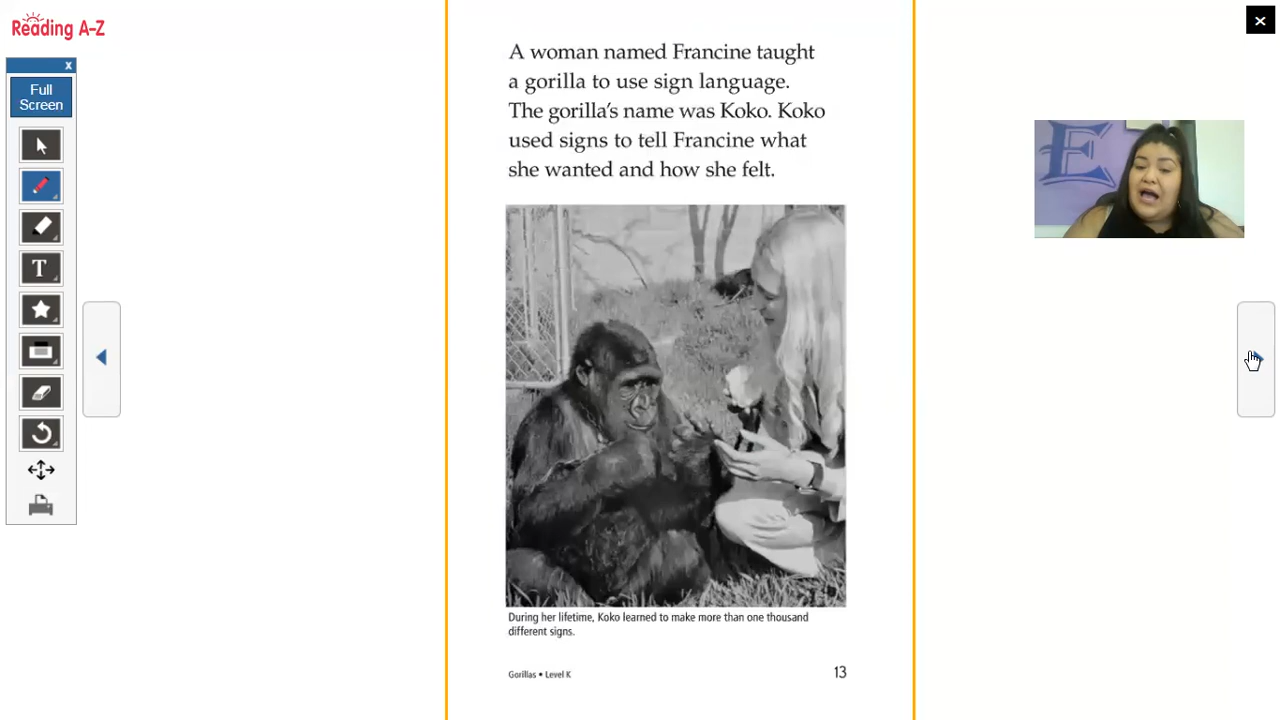 Reading A-Z
x
Full
Screen
T
A woman named Francine taught
a gorilla to use sign language.
The gorilla's name was Koko. Koko
used signs to tell Francine what
she wanted and how she felt.
During her lifetime, Koko learned to make more than one thousand
different signs.
Gorillas • Level K
13
E